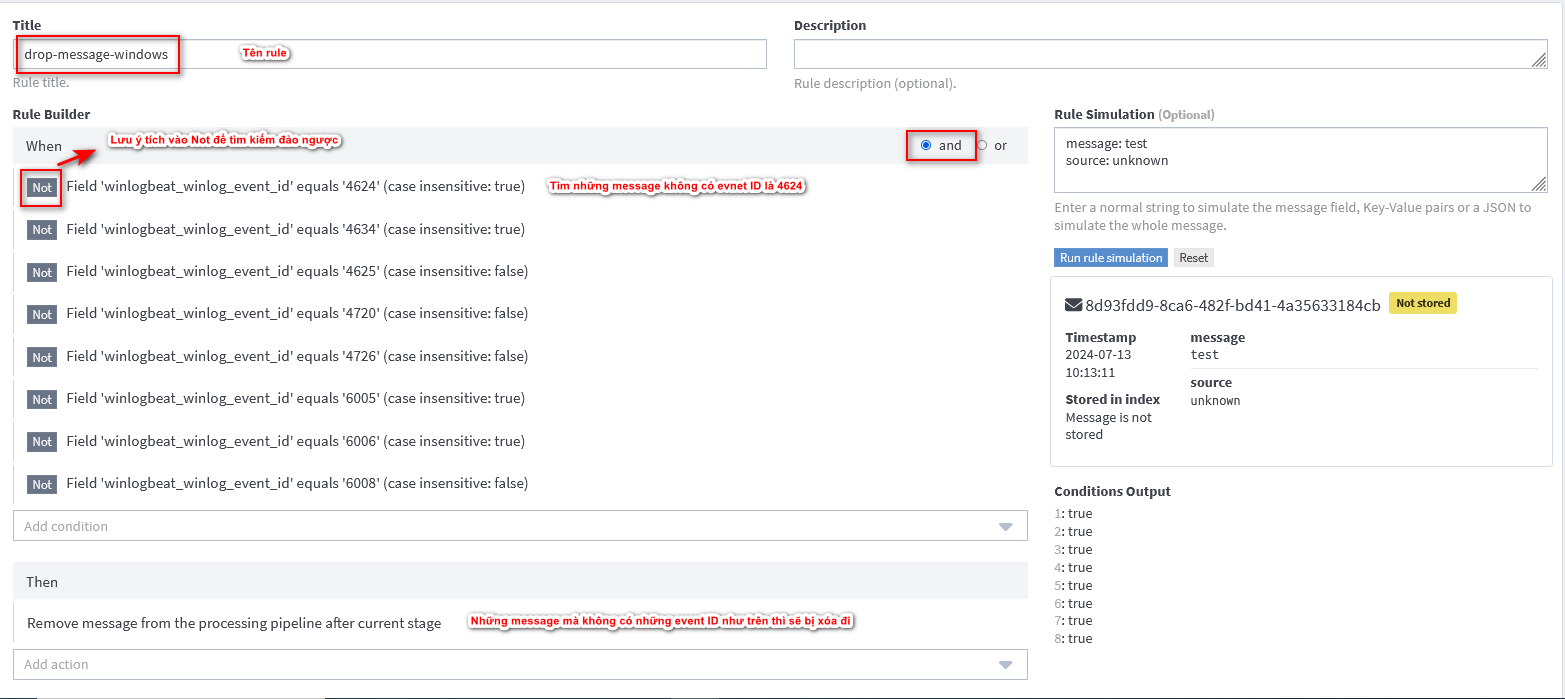 Title
drop-message-windows
Tên rule
Rule title.
Description
Rule description (optional).
Rule Builder
When
Lưu ý tích vào Not để tìm kiếm đảo ngược
and
or
Not Field 'winlogbeat_winlog_event_id' equals '4624' (case insensitive: true)
Tìm những message không có evnet ID là 4624
Not Field 'winlogbeat_winlog_event_id' equals '4634' (case insensitive: true)
Not Field 'winlogbeat_winlog_event_id' equals '4625' (case insensitive: false)
Not Field 'winlogbeat_winlog_event_id' equals '4720' (case insensitive: false)
Not Field 'winlogbeat_winlog_event_id' equals '4726' (case insensitive: false)
Not Field 'winlogbeat_winlog_event_id' equals '6005' (case insensitive: true)
Not Field 'winlogbeat_winlog_event_id' equals '6006' (case insensitive: true)
Not Field 'winlogbeat_winlog_event_id' equals '6008' (case insensitive: false)
Add condition
Then
Remove message from the processing pipeline after current stage
Những message mà không có những event ID như trên thì sẽ bị xóa đi
Add action
Rule Simulation (Optional)
message: test
source: unknown
Enter a normal string to simulate the message field, Key-Value pairs or a JSON to
simulate the whole message.
Run rule simulation
Reset
8d93fdd9-8ca6-482f-bd41-4a35633184cb
Not stored
Timestamp
2024-07-13
10:13:11
Stored in index
Message is not
stored
message
test
source
unknown
Conditions Output
1: true
2: true
3: true
4: true
5: true
6: true
7: true
8: true